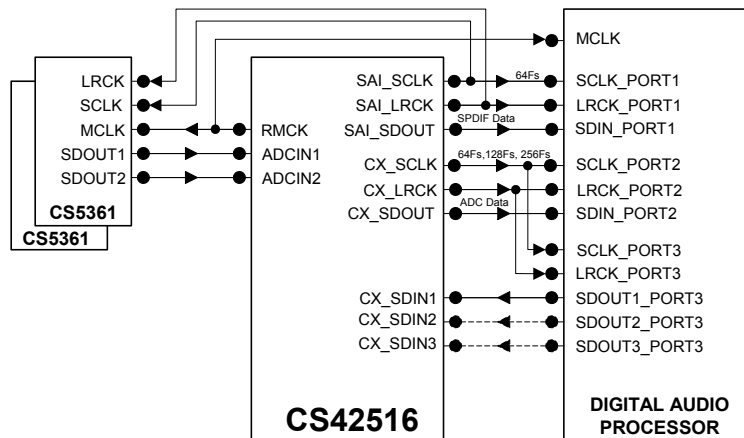 MCLK
LRCK
SCLK
MCLK
SDOUT1
SDOUT2
CS5361
CS5361
RMCK
ADCIN1
ADCIN2
SAI_SCLK
SAI_LRCK
SAI_SDOUT
CX_SCLK
CX_LRCK
CX_SDOUT
CX_SDIN1
CX_SDIN2
CX_SDIN3
CS42516
64Fs
SPDIF Data
64Fs,128Fs, 256Fs
ADC Data
SCLK_PORT1
LRCK_PORT1
SDIN_PORT1
SCLK_PORT2
LRCK_PORT2
SDIN_PORT2
SCLK_PORT3
LRCK_PORT3
SDOUT1_PORT3
SDOUT2_PORT3
SDOUT3_PORT3
DIGITAL AUDIO
PROCESSOR